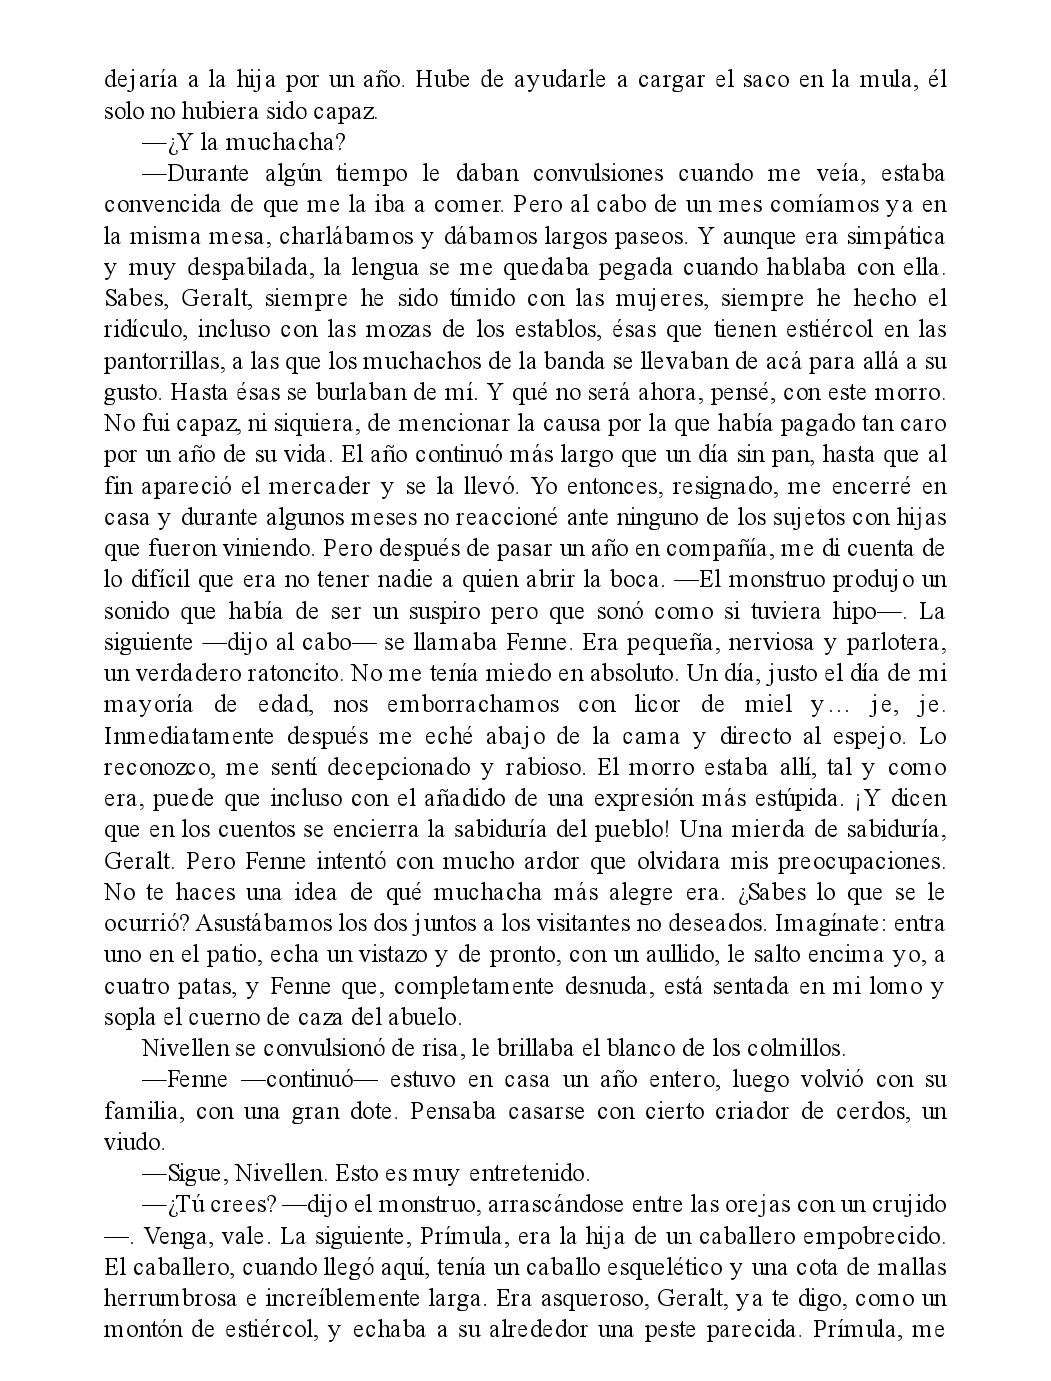 dejaría a la hija por un año. Hube de ayudarle a cargar el saco en la mula, él
solo no hubiera sido capaz.
—¿Y la muchacha?
—Durante algún tiempo le daban convulsiones cuando me veía, estaba
convencida de que me la iba a comer. Pero al cabo de un mes comíamos ya en
la misma mesa, charlábamos y dábamos largos paseos. Y aunque era simpática
y muy despabilada, la lengua se me quedaba pegada cuando hablaba con ella.
Sabes, Geralt, siempre he sido tímido con las mujeres, siempre he hecho el
ridículo, incluso con las mozas de los establos, ésas que tienen estiércol en las
pantorrillas, a las que los muchachos de la banda se llevaban de acá para allá a su
gusto. Hasta ésas se burlaban de mí. Y qué no será ahora, pensé, con este morro.
No fui capaz, ni siquiera, de mencionar la causa por la que había pagado tan caro
por un año de su vida. El año continuó más largo que un día sin pan, hasta que al
fin apareció el mercader y se la llevó. Yo entonces, resignado, me encerré en
casa y durante algunos meses no reaccioné ante ninguno de los sujetos con hijas
que fueron viniendo. Pero después de pasar un año en compañía, me di cuenta de
lo difícil que era no tener nadie a quien abrir la boca. —El monstruo produjo un
sonido que había de ser un suspiro pero que sonó como si tuviera hipo—. La
siguiente —dijo al cabo— se llamaba Fenne. Era pequeña, nerviosa y parlotera,
un verdadero ratoncito. No me tenía miedo en absoluto. Un día, justo el día de mi
mayoría de edad, nos emborrachamos con licor de miel y… je, je.
Inmediatamente después me eché abajo de la cama y directo al espejo. Lo
reconozco, me sentí decepcionado y rabioso. El morro estaba allí, tal y como
era, puede que incluso con el añadido de una expresión más estúpida. ¡Y dicen
que en los cuentos se encierra la sabiduría del pueblo! Una mierda de sabiduría,
Geralt. Pero Fenne intentó con mucho ardor que olvidara mis preocupaciones.
No te haces una idea de qué muchacha más alegre era. ¿Sabes lo que se le
ocurrió? Asustábamos los dos juntos a los visitantes no deseados. Imagínate: entra
uno en el patio, echa un vistazo y de pronto, con un aullido, le salto encima yo, a
cuatro patas, y Fenne que, completamente desnuda, está sentada en mi lomo y
sopla el cuerno de caza del abuelo.
Nivellen se convulsionó de risa, le brillaba el blanco de los colmillos.
—Fenne —continuó— estuvo en casa un año entero, luego volvió con su
familia, con una gran dote. Pensaba casarse con cierto criador de cerdos, un
viudo.
—Sigue, Nivellen. Esto es muy entretenido.
—¿Tú crees? —dijo el monstruo, arrascándose entre las orejas con un crujido
—. Venga, vale. La siguiente, Prímula, era la hija de un caballero empobrecido.
El caballero, cuando llegó aquí, tenía un caballo esquelético y una cota de mallas
herrumbrosa e increíblemente larga. Era asqueroso, Geralt, ya te digo, como un
montón de estiércol, y echaba a su alrededor una peste parecida. Prímula, me